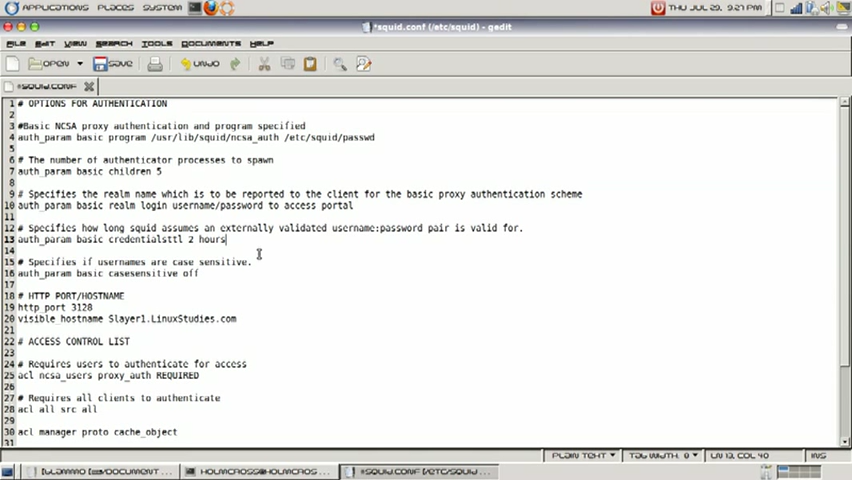 Applications Places System
Thu Jul 29, 9:27 PM
*squid.conf (/etc/squid) - gedit
File Edit View Search Tools Documents Help
Open Save Undo
*squid.conf
1 # OPTIONS FOR AUTHENTICATION
2
3 #Basic NCSA proxy authentication and program specified
4 auth_param basic program /usr/lib/squid/ncsa_auth /etc/squid/passwd
5
6 # The number of authenticator processes to spawn
7 auth_param basic children 5
8
9 # Specifies the realm name which is to be reported to the client for the basic proxy authentication scheme
10 auth_param basic realm login username/password to access portal
11
12 # Specifies how long squid assumes an externally validated username:password pair is valid for.
13 auth_param basic credentialsttl 2 hours
14
15 # Specifies if usernames are case sensitive.
16 auth_param basic casesensitive off
17
18 # HTTP PORT/HOSTNAME
19 http_port 3128
20 visible_hostname Slayer1.LinuxStudies.com
21
22 # ACCESS CONTROL LIST
23
24 # Requires users to authenticate for access
25 acl ncsa_users proxy_auth REQUIRED
26
27 # Requires all clients to authenticate
28 acl all src all
29
30 acl manager proto cache_object
31
Plain Text Tab Width: 8 Ln 13, Col 40 INS
holmcross@holmcros...
*squid.conf (/etc/squid ...